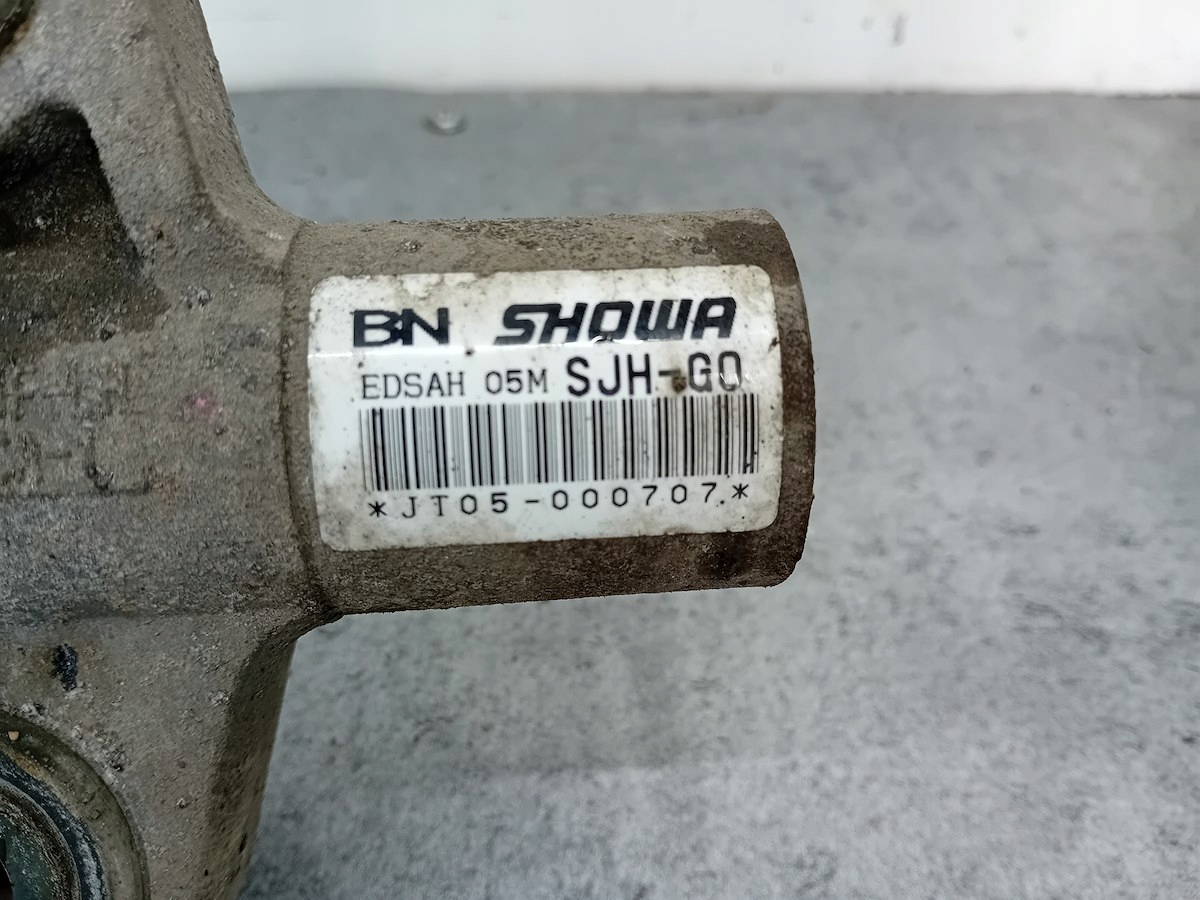 BN SHOWA
EDSAH 05M SJH-G0
*JT05-000707*